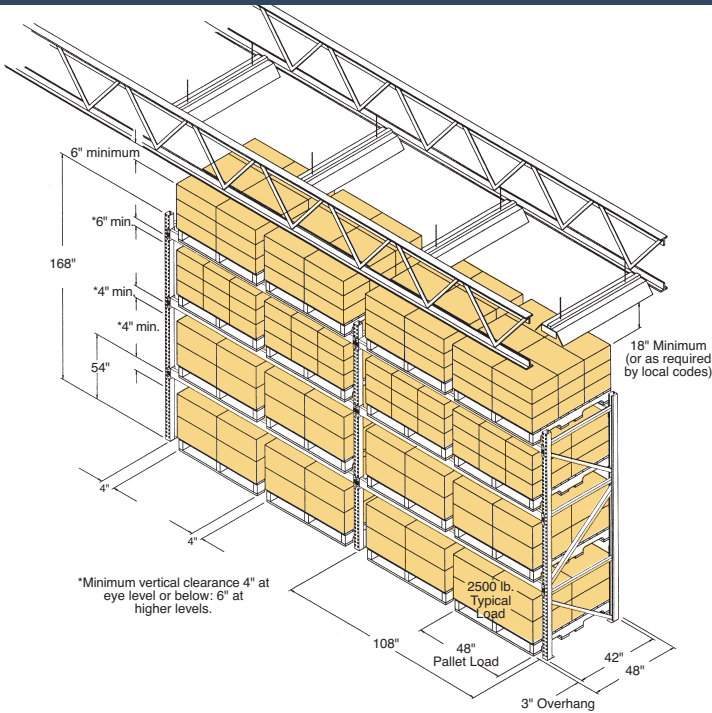 6" minimum
*6" min.
168"
*4" min.
*4" min.
54"
18" Minimum
(or as required
by local codes)
4"
4"
*Minimum vertical clearance 4" at
eye level or below: 6" at
higher levels.
2500 lb.
Typical
Load
108"
48"
Pallet Load
42"
48"
3" Overhang